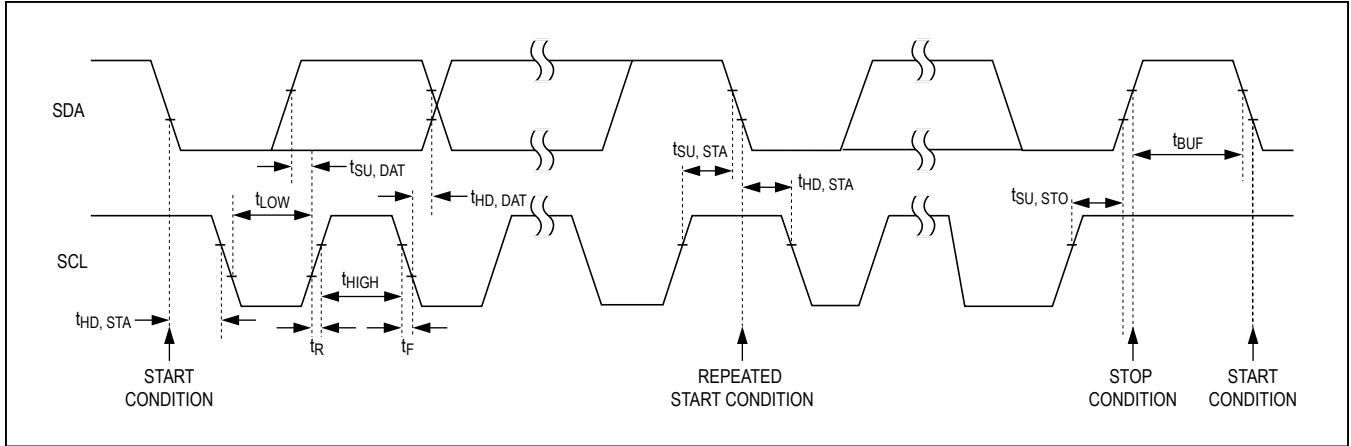 SDA
tSU, DAT
tHD, DAT
tLOW
tSU, STA
tHD, STA
tBUF
tSU, STO
SCL
tHIGH
tHD, STA
tR
tF
START
CONDITION
REPEATED
START CONDITION
STOP
CONDITION
START
CONDITION